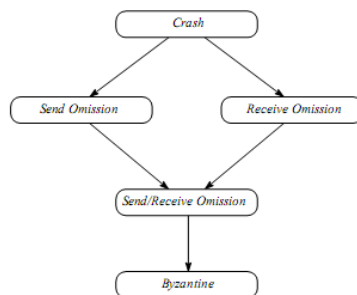 Crash
Send Omission
Receive Omission
Send/Receive Omission
Byzantine